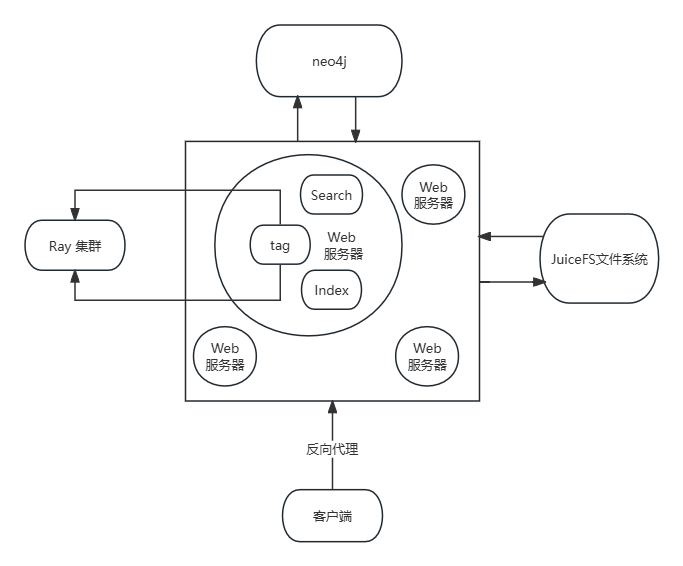 neo4j
Search
Web
服务器
Ray 集群
tag
Web
服务器
JuiceFS文件系统
Index
Web
服务器
Web
服务器
反向代理
客户端